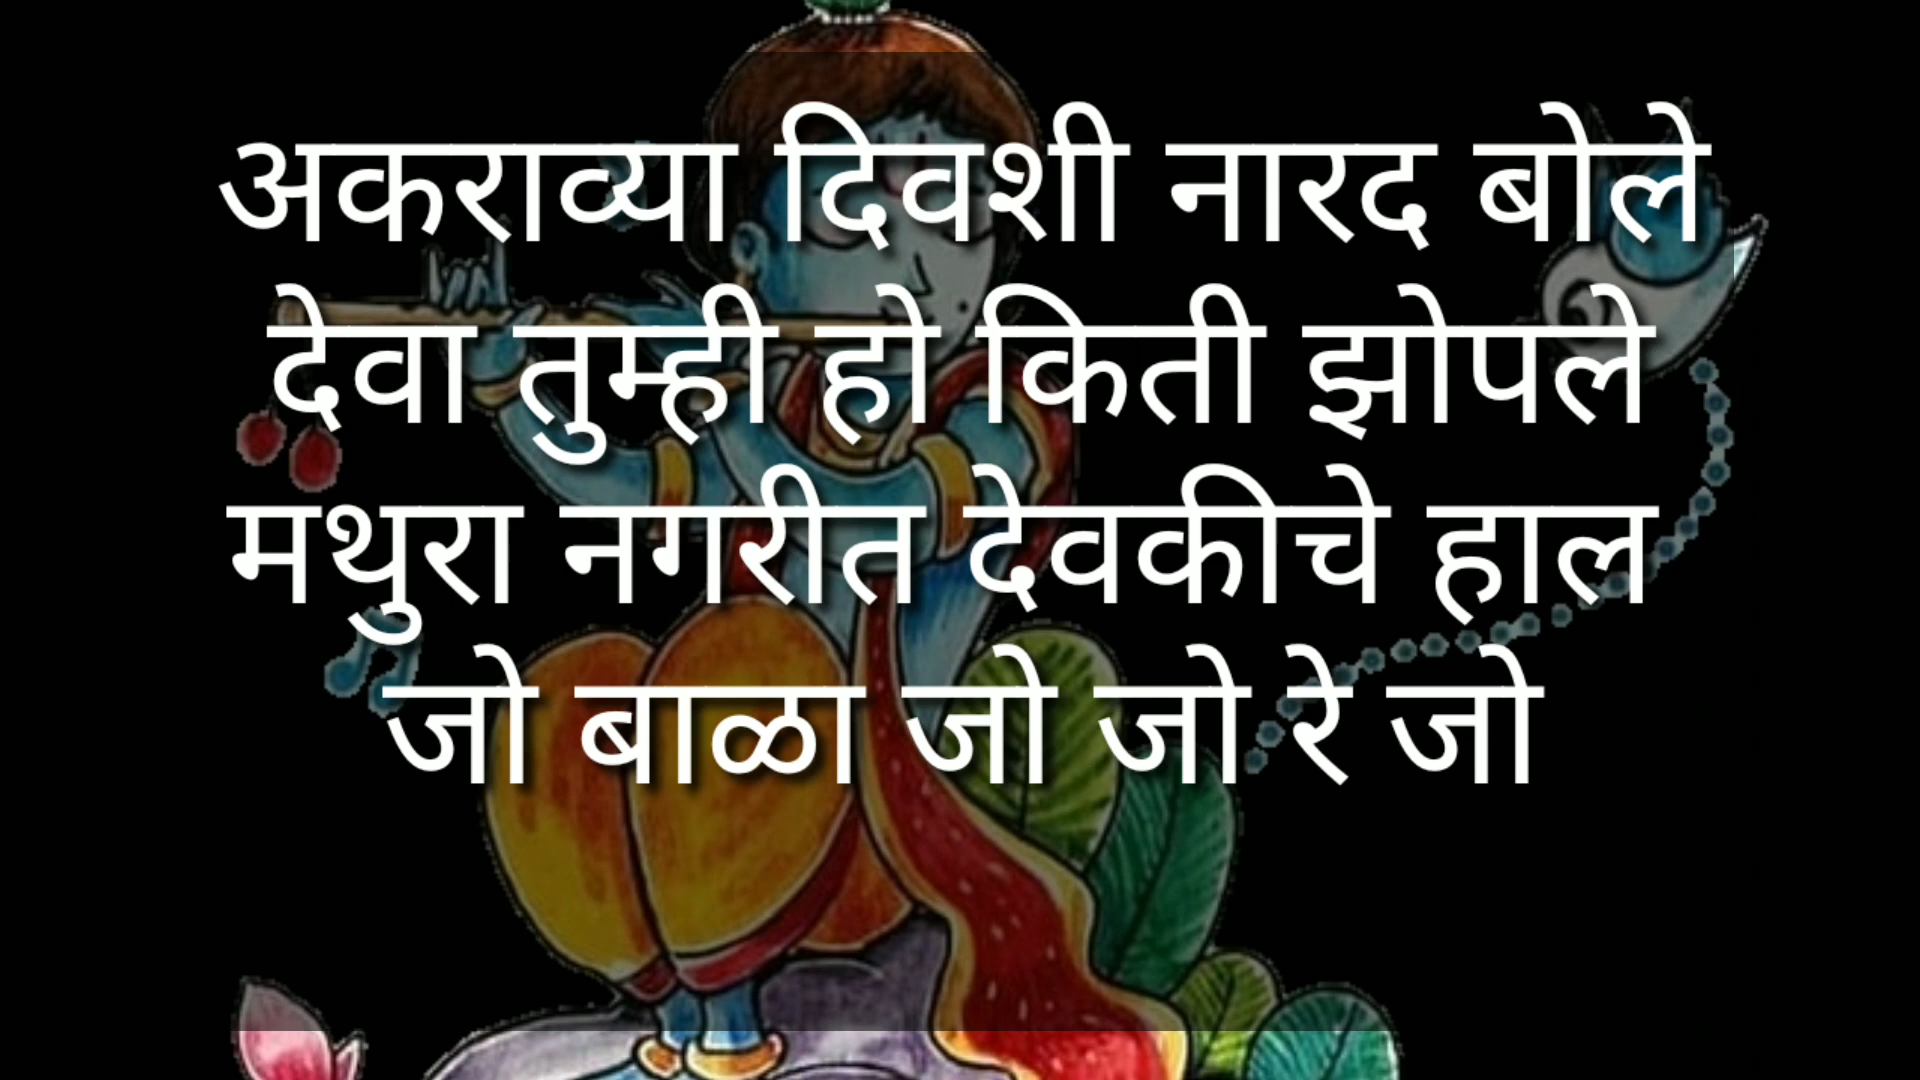 अकराव्या दिवशी नारद बोले
देवा तुम्ही हो किती झोपले
मथुरा नगरीत देवकीचे हाल
जो बाळा जो जो रे जो